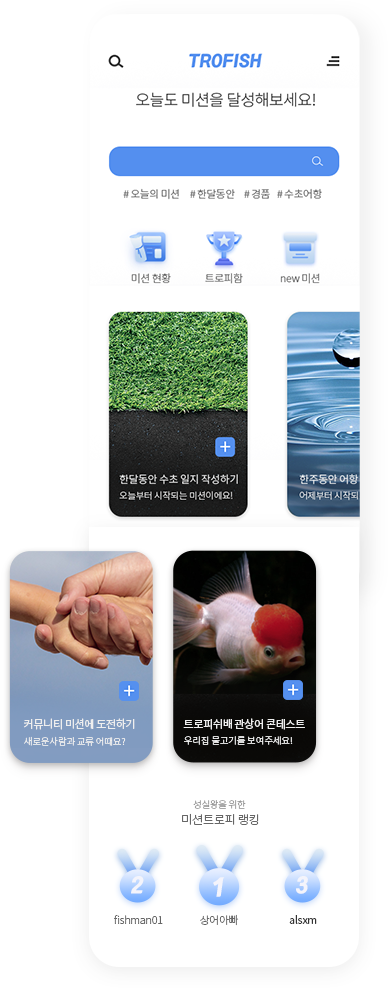 TROFISH
오늘도 미션을 달성해보세요!
# 오늘의 미션 # 한달동안 # 경품 # 수초어항
미션 현황 트로피함 new 미션
한달동안 수초 일지 작성하기
오늘부터 시작되는 미션이에요!
한주동안 어항
어제부터 시작되
커뮤니티 미션에 도전하기
새로운사람과 교류 어때요?
트로피쉬배 관상어 콘테스트
우리집 물고기를 보여주세요!
성실왕을 위한
미션트로피 랭킹
2 1 3
fishman01 상어아빠 alsxm